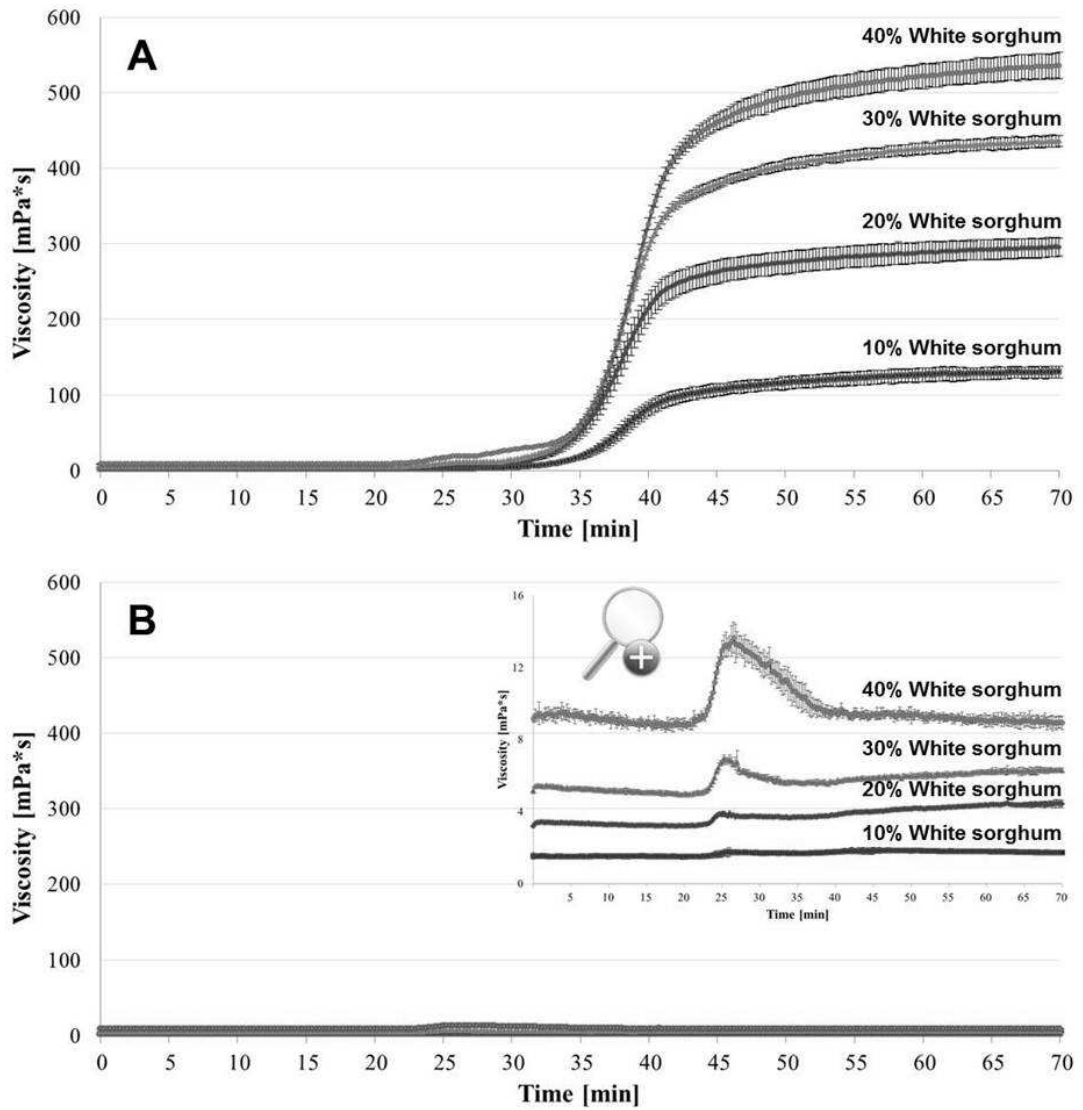 A
600
500
400
300
200
100
0
Viscosity [mPa*s]
40% White sorghum
30% White sorghum
20% White sorghum
10% White sorghum
0 5 10 15 20 25 30 35 40 45 50 55 60 65 70
Time [min]
B
600
500
400
300
200
100
0
Viscosity [mPa*s]
16
12
8
4
0
Viscosity [mPa*s]
40% White sorghum
30% White sorghum
20% White sorghum
10% White sorghum
5 10 15 20 25 30 35 40 45 50 55 60 65 70
Time [min]
0 5 10 15 20 25 30 35 40 45 50 55 60 65 70
Time [min]